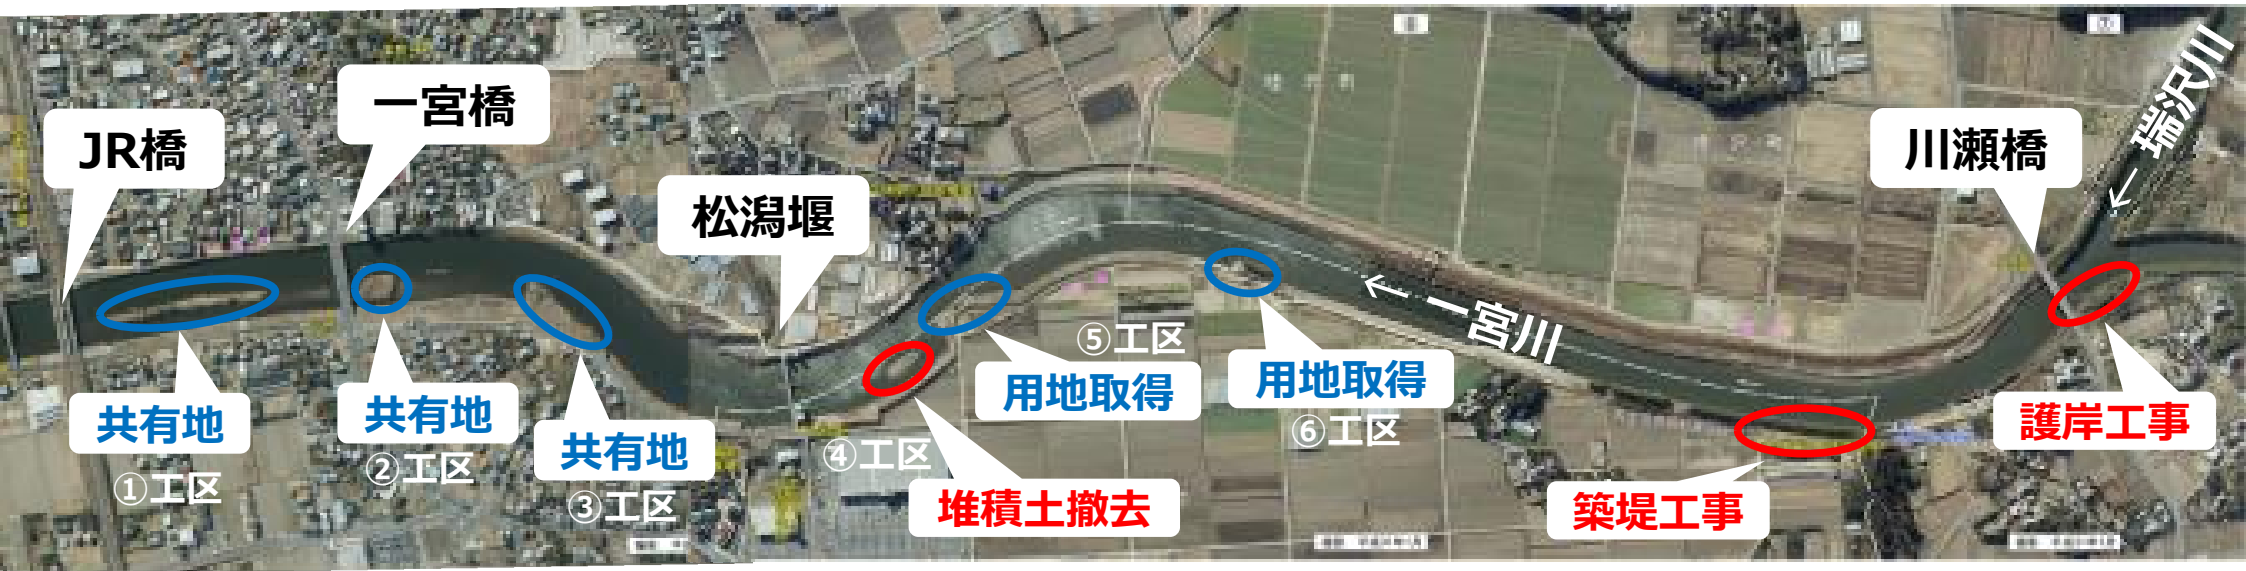 JR橋
一宮橋
松潟堰
川瀬橋
←瑞沢川
←一宮川
共有地
①工区
共有地
②工区
共有地
③工区
④工区
堆積土撤去
⑤工区
用地取得
用地取得
⑥工区
築堤工事
護岸工事